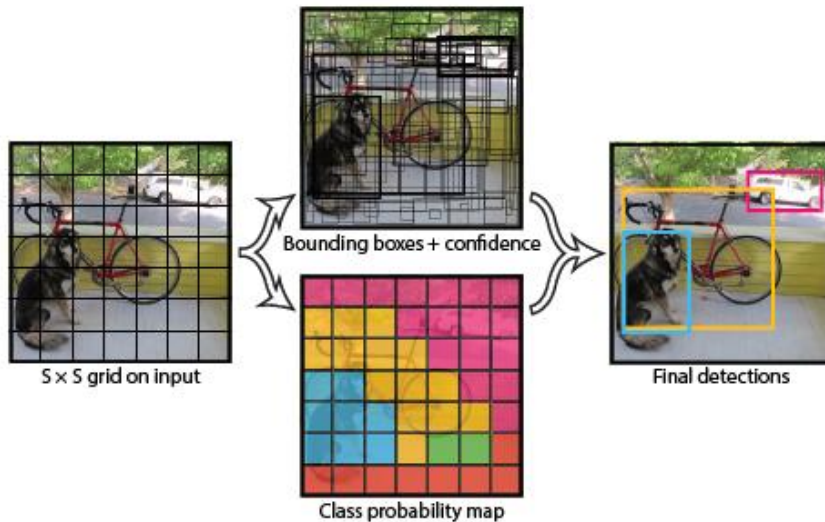 Bounding boxes + confidence
S × S grid on input
Final detections
Class probability map